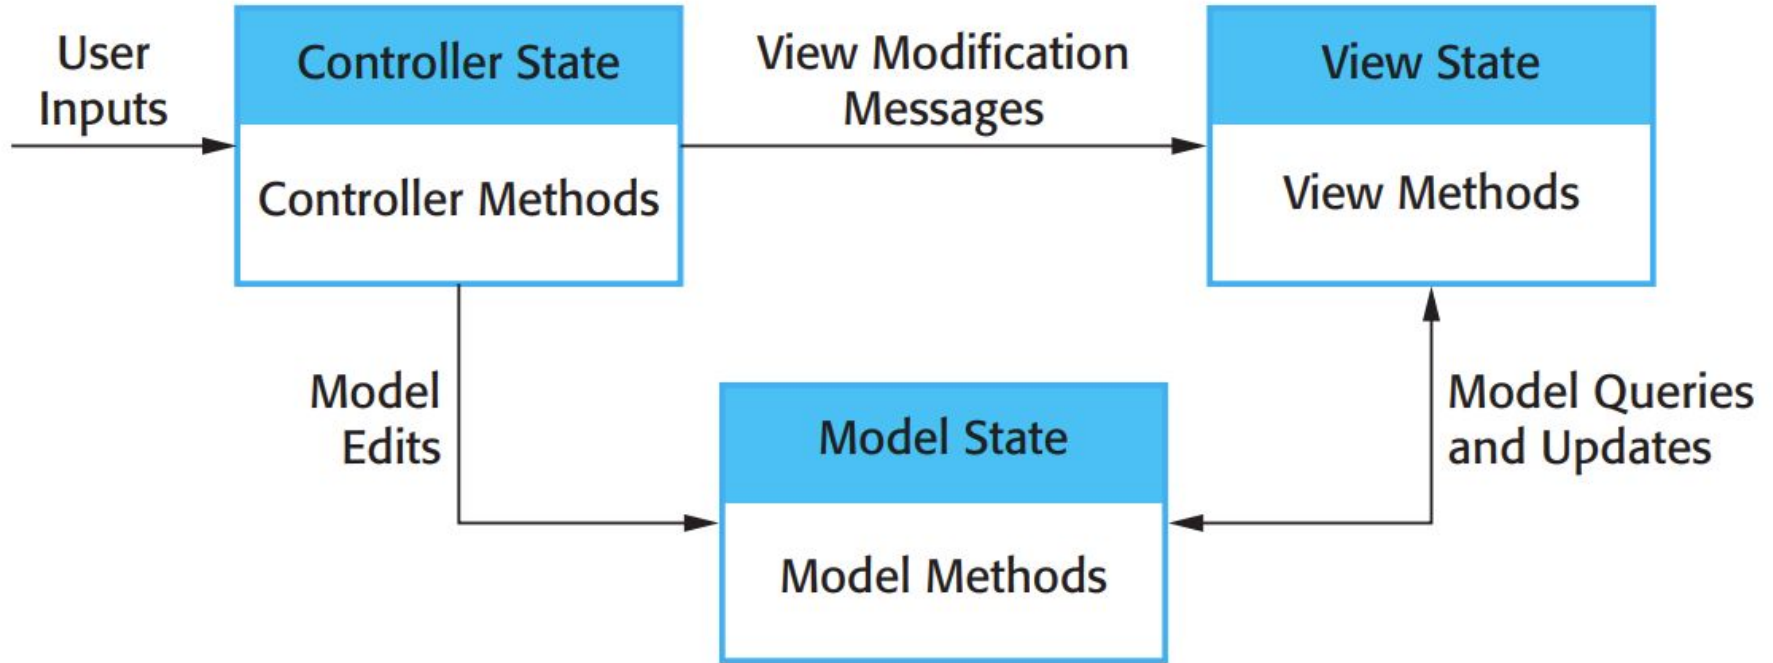 User
Inputs
Controller State
Controller Methods
View Modification
Messages
View State
View Methods
Model
Edits
Model State
Model Methods
Model Queries
and Updates